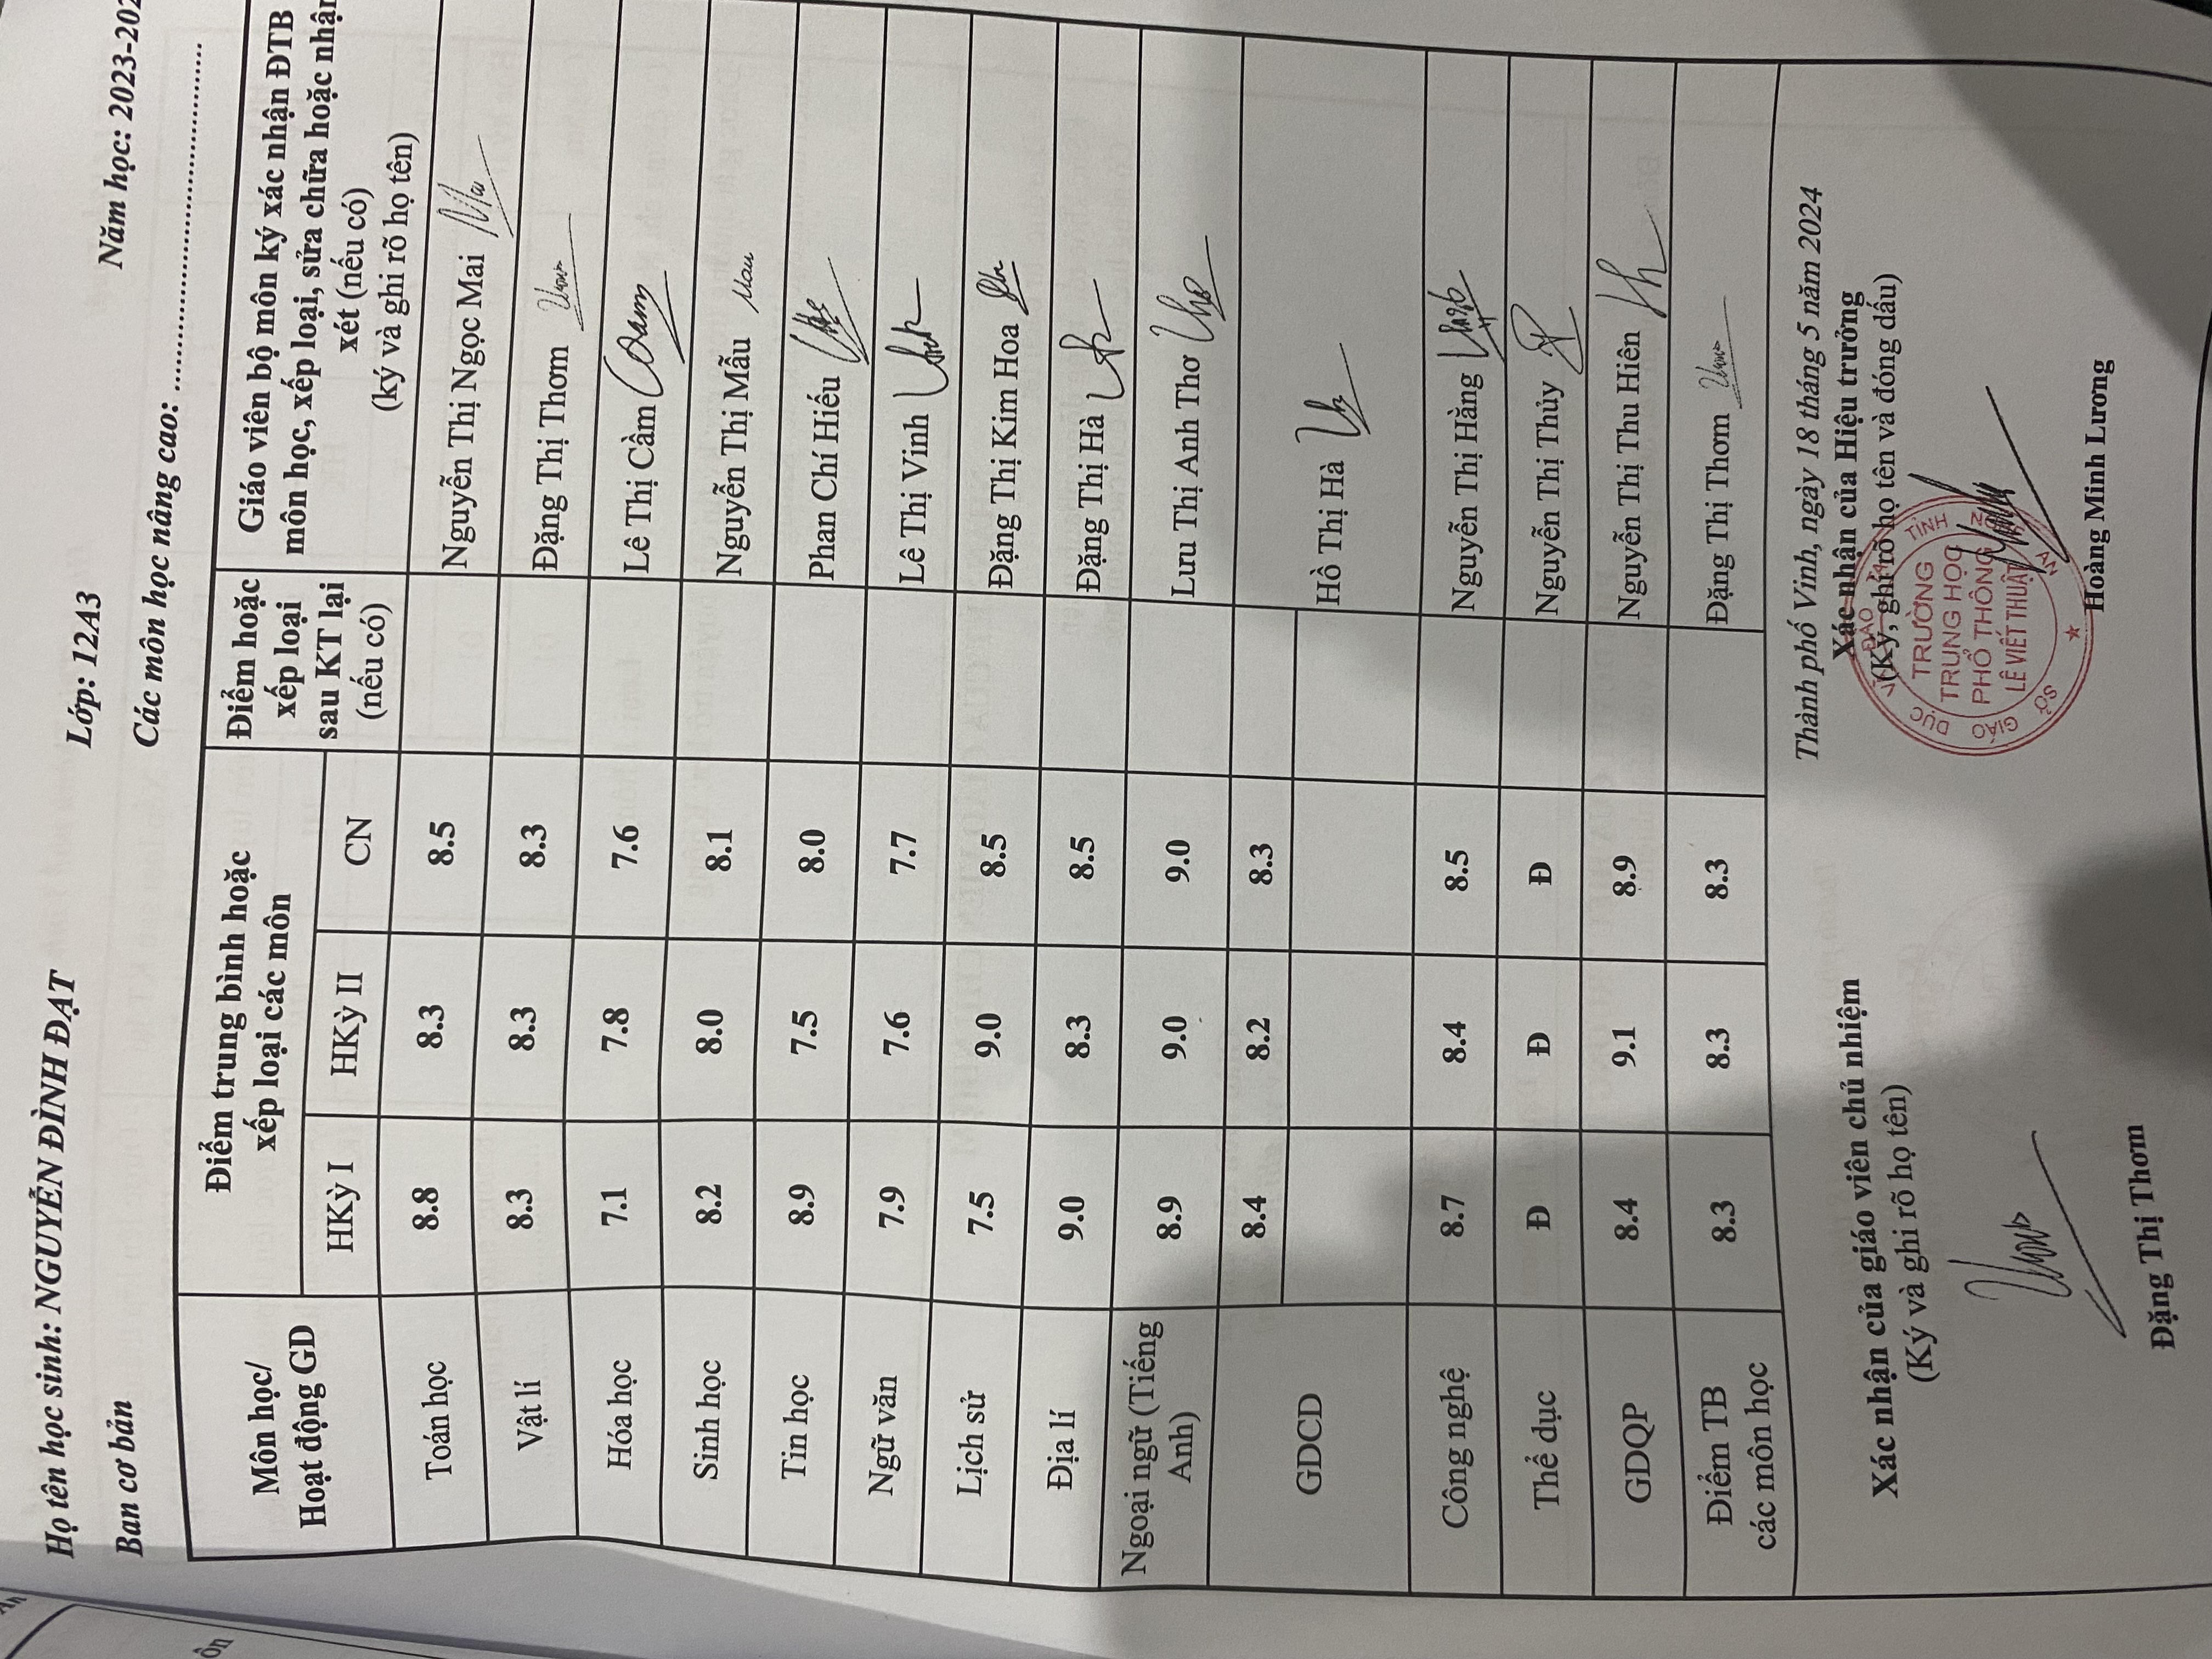 Họ tên học sinh: NGUYỄN ĐÌNH ĐẠT
Lớp: 12A3
Năm học: 2023-202
Ban cơ bản
Các môn học nâng cao: ........................................
Môn học/ Hoạt động GD
Điểm trung bình hoặc xếp loại các môn
Điểm hoặc xếp loại sau KT lại (nếu có)
Giáo viên bộ môn ký xác nhận ĐTB môn học, xếp loại, sửa chữa hoặc nhận xét (nếu có) (ký và ghi rõ họ tên)
HKỳ I HKỳ II CN
Toán học 8.8 8.3 8.5 Nguyễn Thị Ngọc Mai
Vật lí 8.3 8.3 8.3 Đặng Thị Thơm
Hóa học 7.1 7.8 7.6 Lê Thị Cầm
Sinh học 8.2 8.0 8.1 Nguyễn Thị Mẫu
Tin học 8.9 7.5 8.0 Phan Chí Hiếu
Ngữ văn 7.9 7.6 7.7 Lê Thị Vinh
Lịch sử 7.5 9.0 8.5 Đặng Thị Kim Hoa
Địa lí 9.0 8.3 8.5 Đặng Thị Hà
Ngoại ngữ (Tiếng Anh) 8.9 9.0 9.0 Lưu Thị Anh Thơ
GDCD 8.4 8.2 8.3 Hồ Thị Hà
Công nghệ 8.7 8.4 8.5 Nguyễn Thị Hằng
Thể dục Đ Đ Đ Nguyễn Thị Thủy
GDQP 8.4 9.1 8.9 Nguyễn Thị Thu Hiên
Điểm TB các môn học 8.3 8.3 8.3 Đặng Thị Thơm
Thành phố Vinh, ngày 18 tháng 5 năm 2024
Xác nhận của giáo viên chủ nhiệm
(Ký và ghi rõ họ tên)
Đặng Thị Thơm
Xác nhận của Hiệu trưởng
(Ký, ghi rõ họ tên và đóng dấu)
SỞ GIÁO DỤC VÀ ĐÀO TẠO TỈNH NGHỆ AN
TRƯỜNG
TRUNG HỌC
PHỔ THÔNG
LÊ VIẾT THUẬT
Hoàng Minh Lương